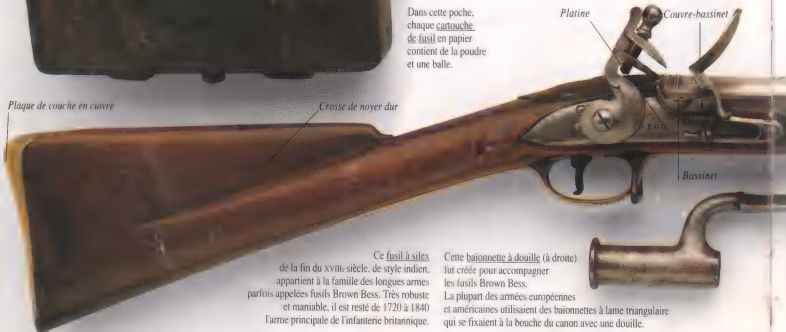 Dans cette poche,
chaque cartouche
de fusil en papier
contient de la poudre
et une balle.
Platine
Couvre-bassinet
Plaque de couche en cuivre
Crosse de noyer dur
Bassinet
Ce fusil à silex
de la fin du XVIIIe siècle, de style indien,
appartient à la famille des longues armes
parfois appelées fusils Brown Bess. Très robuste
et maniable, il est resté de 1720 à 1840
l'arme principale de l'infanterie britannique.
Cette baïonnette à douille (à droite)
fut créée pour accompagner
les fusils Brown Bess.
La plupart des armées européennes
et américaines utilisaient des baïonnettes à lame triangulaire
qui se fixaient à la bouche du canon avec une douille.